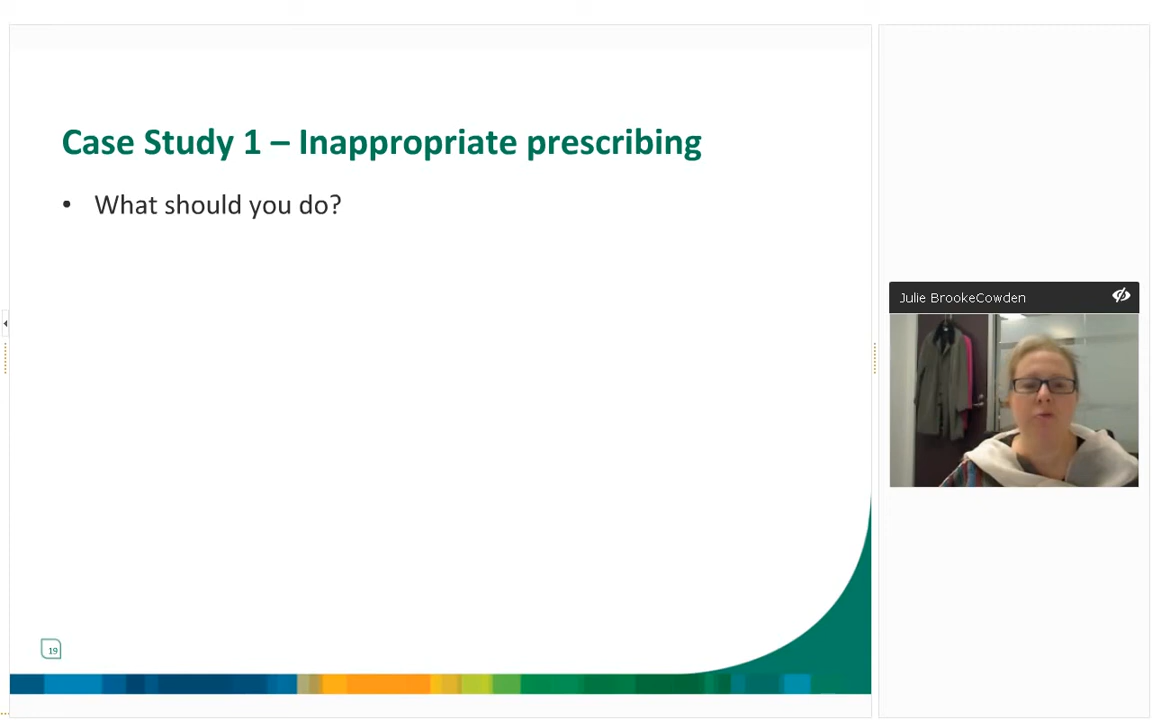 Case Study 1 – Inappropriate prescribing
• What should you do?
Julie BrookeCowden
19